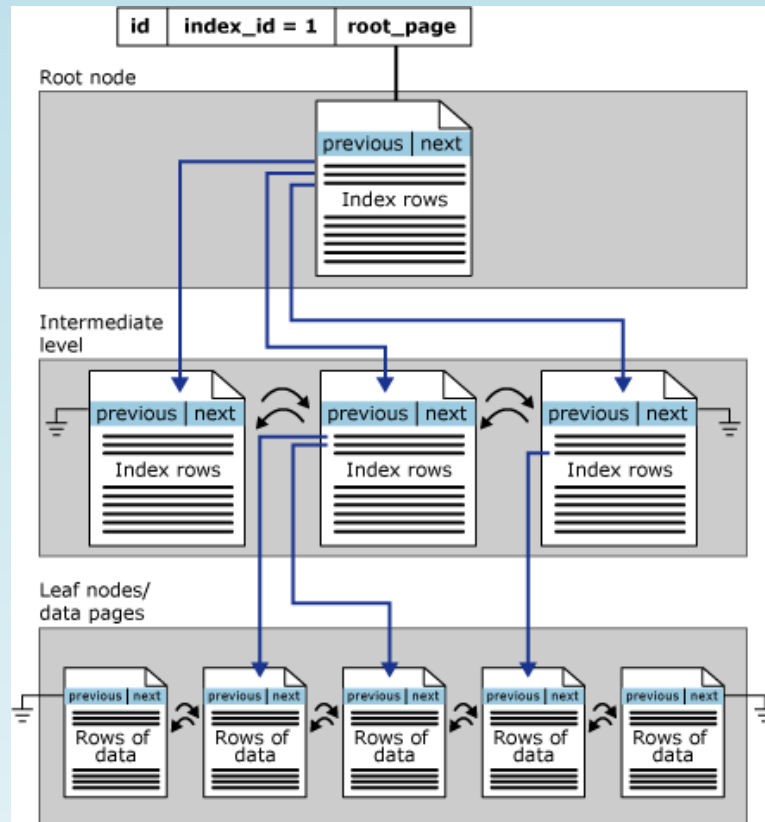 id index_id = 1 root_page
Root node
previous next
Index rows
Intermediate
level
previous next previous next previous next
Index rows Index rows Index rows
Leaf nodes/
data pages
previous next previous next previous next previous next previous next
Rows of Rows of Rows of Rows of Rows of
data data data data data